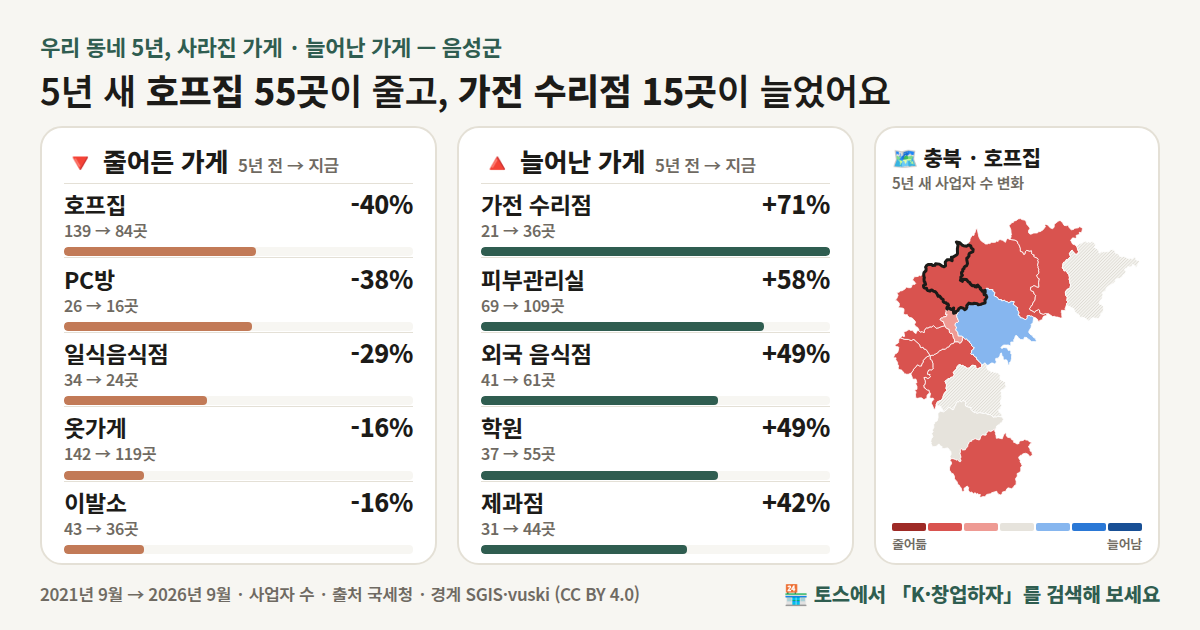 우리 동네 5년, 사라진 가게 · 늘어난 가게 — 음성군
5년 새 호프집 55곳이 줄고, 가전 수리점 15곳이 늘었어요
🔻 줄어든 가게 5년 전 → 지금
호프집 -40%
139 → 84곳
PC방 -38%
26 → 16곳
일식음식점 -29%
34 → 24곳
옷가게 -16%
142 → 119곳
이발소 -16%
43 → 36곳
🔺 늘어난 가게 5년 전 → 지금
가전 수리점 +71%
21 → 36곳
피부관리실 +58%
69 → 109곳
외국 음식점 +49%
41 → 61곳
학원 +49%
37 → 55곳
제과점 +42%
31 → 44곳
🗺️ 충북 · 호프집
5년 새 사업자 수 변화
줄어듦 늘어남
2021년 9월 → 2026년 9월 · 사업자 수 · 출처 국세청 · 경계 SGIS·vuski (CC BY 4.0)
🏪 토스에서 「K·창업하자」를 검색해 보세요